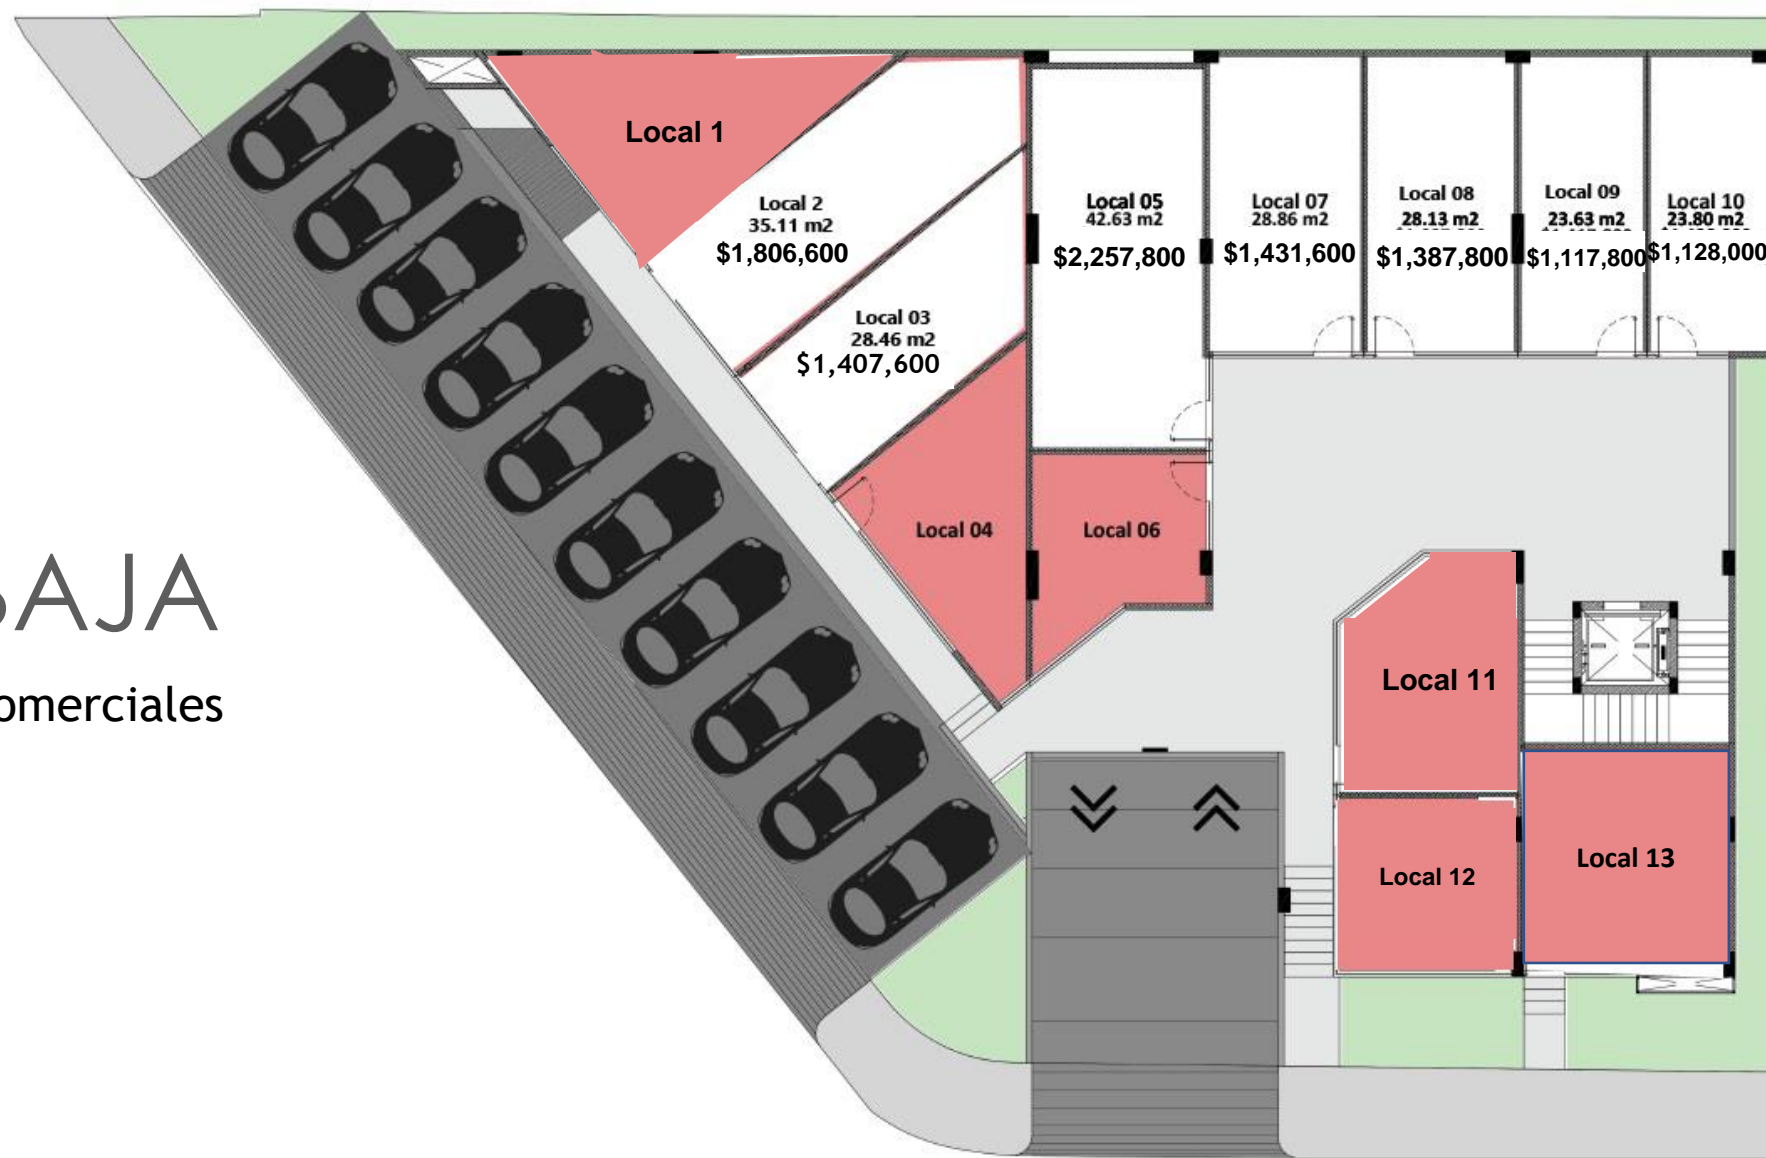 Local 1
Local 2
35.11 m2
$1,806,600
Local 03
28.46 m2
$1,407,600
Local 04
Local 05
42.63 m2
$2,257,800
Local 06
Local 07
28.86 m2
$1,431,600
Local 08
28.13 m2
$1,387,800
Local 09
23.63 m2
$1,117,800
Local 10
23.80 m2
$1,128,000
BAJA
omerciales
Local 11
Local 12
Local 13